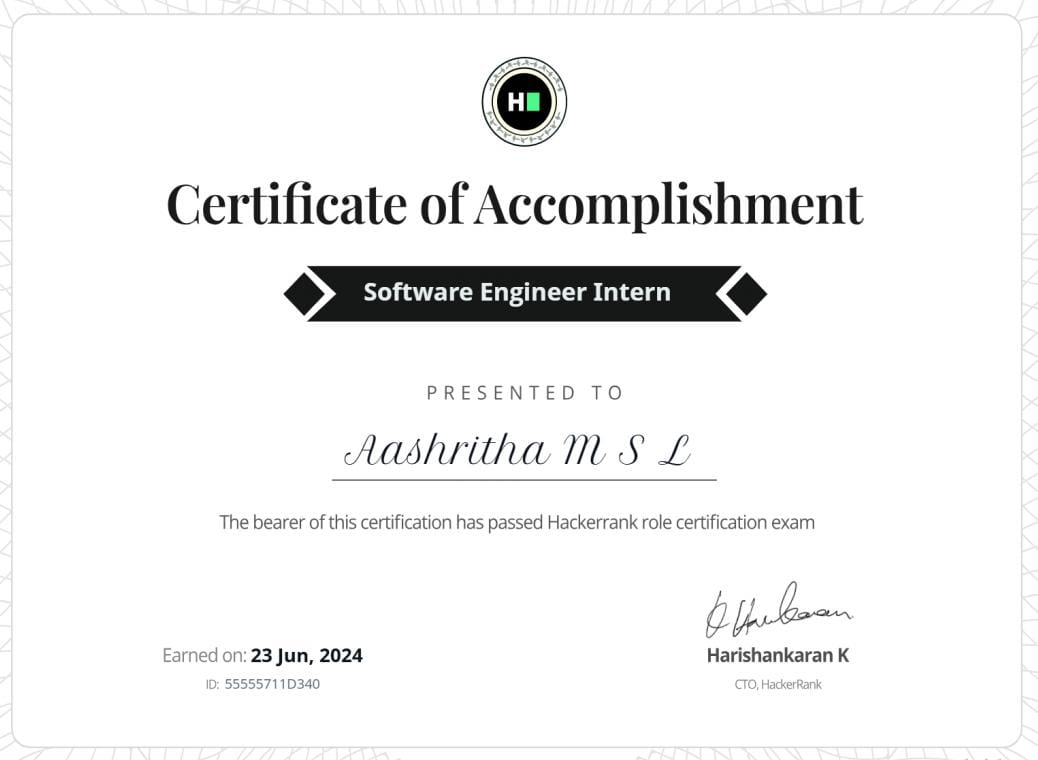 H
Certificate of Accomplishment
Software Engineer Intern
PRESENTED TO
Aashritha M S L
The bearer of this certification has passed Hackerrank role certification exam
Earned on: 23 Jun, 2024
ID: 55555711D340
Harishankaran K
CTO, HackerRank